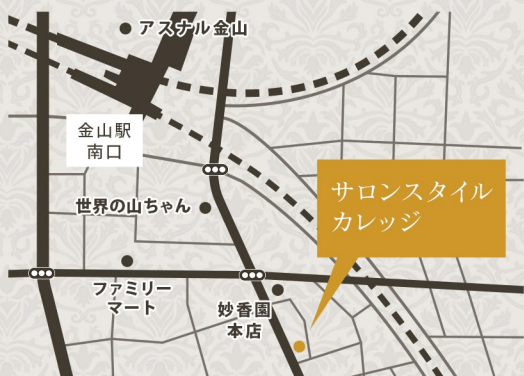 アスナル金山
金山駅
南口
サロンスタイル
カレッジ
世界の山ちゃん
ファミリー
マート
妙香園
本店